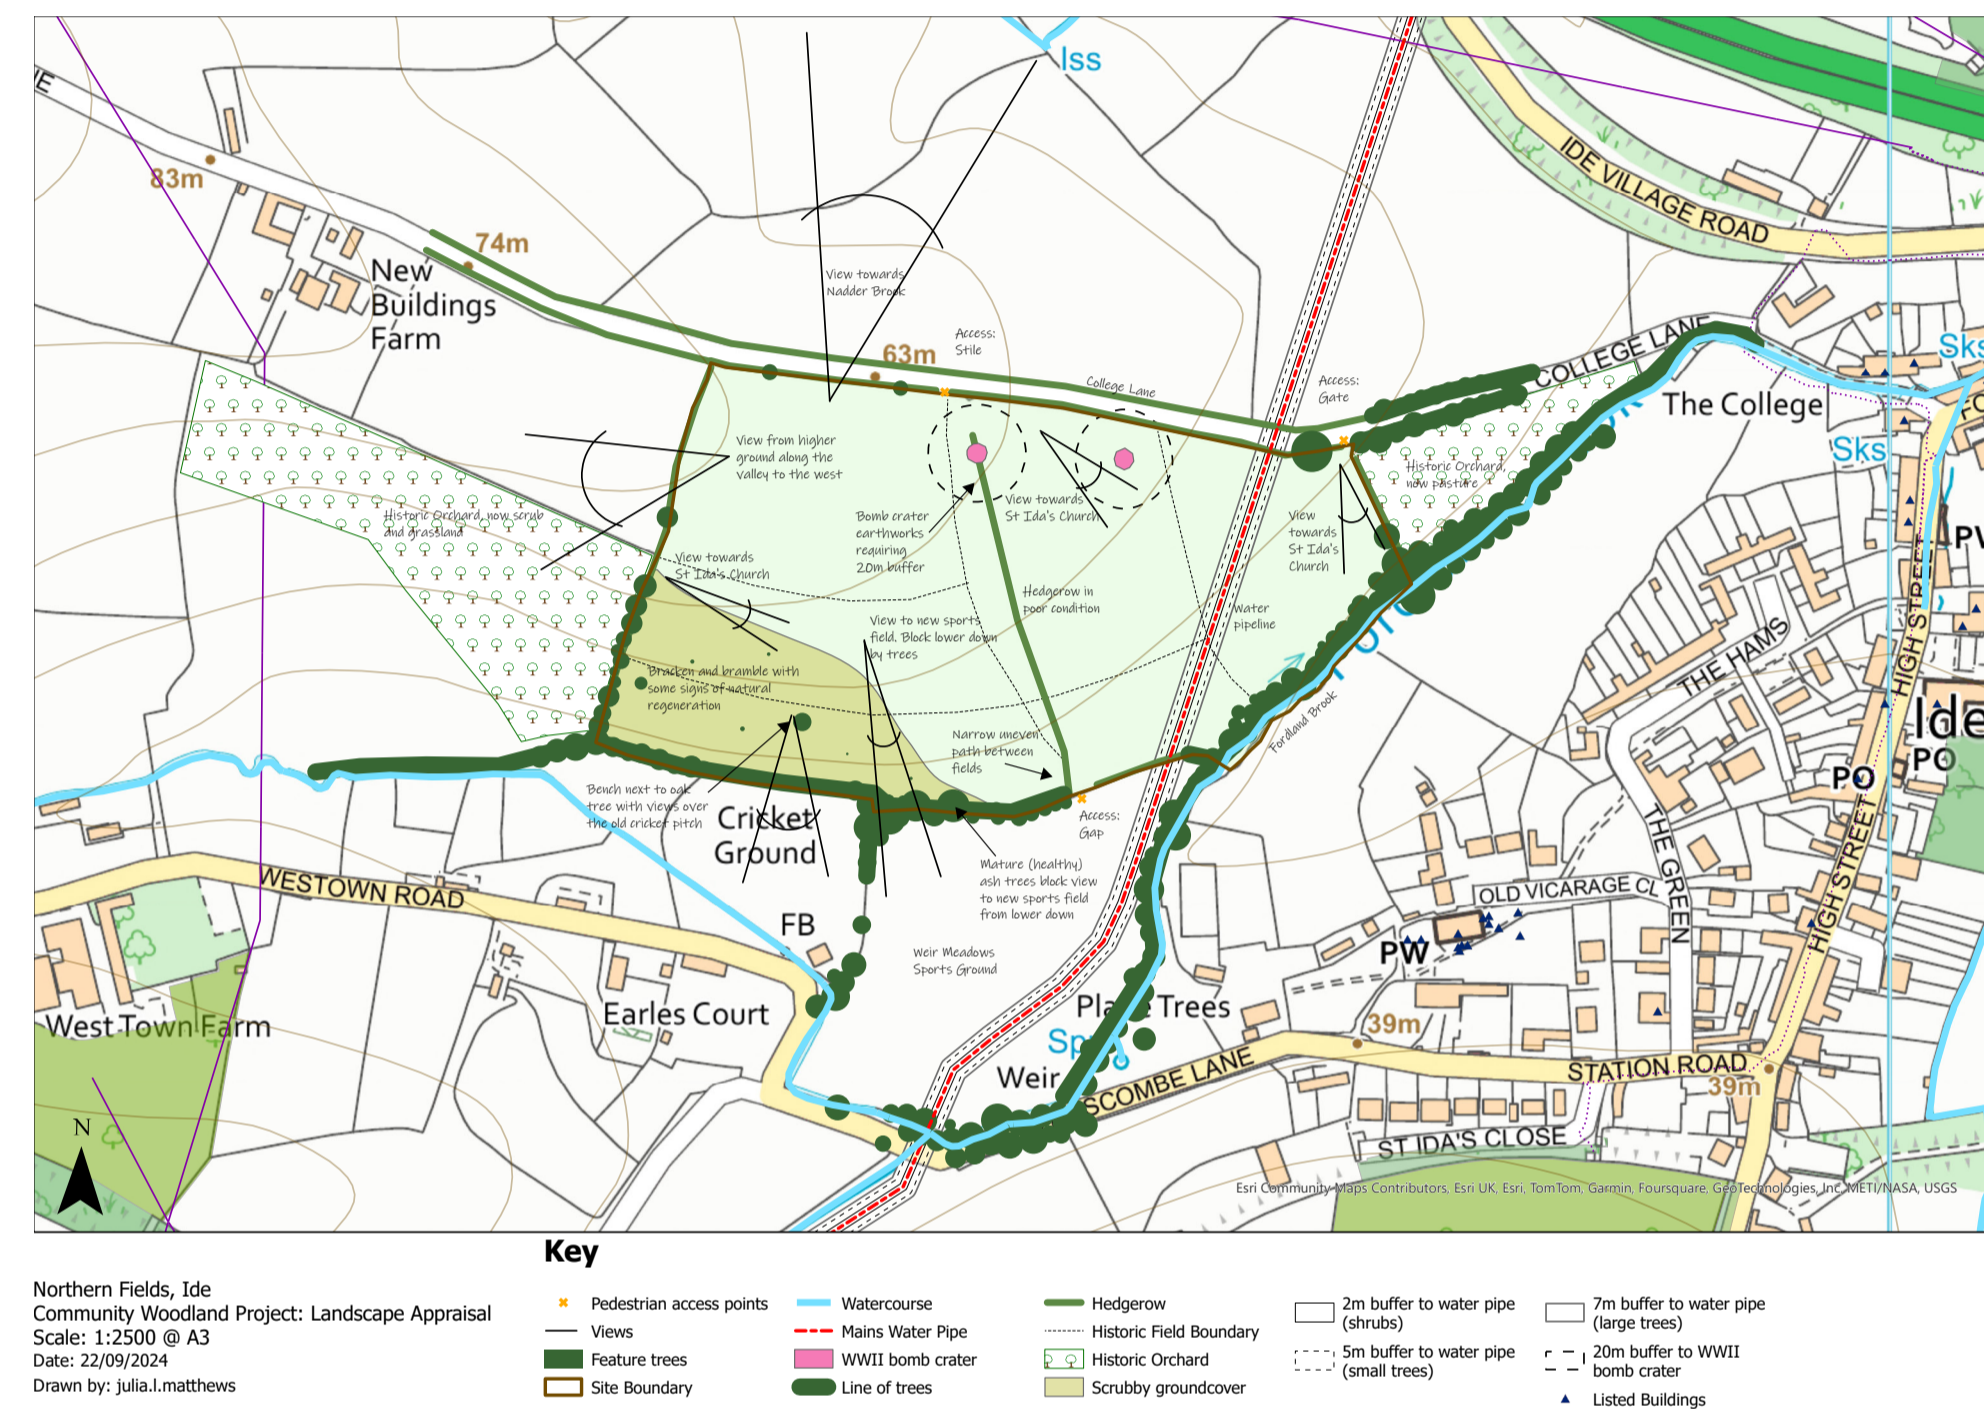 Iss
83m
74m
New
Buildings
Farm
IDE VILLAGE ROAD
View towards
Nadder Brook
Access:
Stile
63m
College Lane
Access:
Gate
COLLEGE LANE
The College
Sks
Sks
View from higher
ground along the
valley to the west
Historic Orchard,
now pasture
Historic Orchard, now scrub
and grassland
Bomb crater
earthworks
requiring
20m buffer
View towards
St Ida's Church
View
towards
St Ida's
Church
View towards
St Ida's Church
Hedgerow in
poor condition
Water
pipeline
View to new sports
field. Block lower down
by trees
Bracken and bramble with
some signs of natural
regeneration
Narrow uneven
path between
fields
Fordland Brook
THE HAMS
HIGH STREET
Ide
PO
PO
Bench next to oak
tree with views over
the old cricket pitch
Cricket
Ground
Access:
Gap
Mature (healthy)
ash trees block view
to new sports field
from lower down
THE GREEN
HIGH STREET
OLD VICARAGE CL
WESTOWN ROAD
FB
PW
Weir Meadows
Sports Ground
West Town Farm
Earles Court
Trees
39m
Weir
SCOMBE LANE
STATION ROAD
39m
ST IDA'S CLOSE
N
Esri Community Maps Contributors, Esri UK, Esri, TomTom, Garmin, Foursquare, GeoTechnologies, Inc, METI/NASA, USGS
Key
Northern Fields, Ide
Community Woodland Project: Landscape Appraisal
Scale: 1:2500 @ A3
Date: 22/09/2024
Drawn by: julia.l.matthews
Pedestrian access points
Views
Feature trees
Site Boundary
Watercourse
Mains Water Pipe
WWII bomb crater
Line of trees
Hedgerow
Historic Field Boundary
Historic Orchard
Scrubby groundcover
2m buffer to water pipe
(shrubs)
5m buffer to water pipe
(small trees)
7m buffer to water pipe
(large trees)
20m buffer to WWII
bomb crater
Listed Buildings